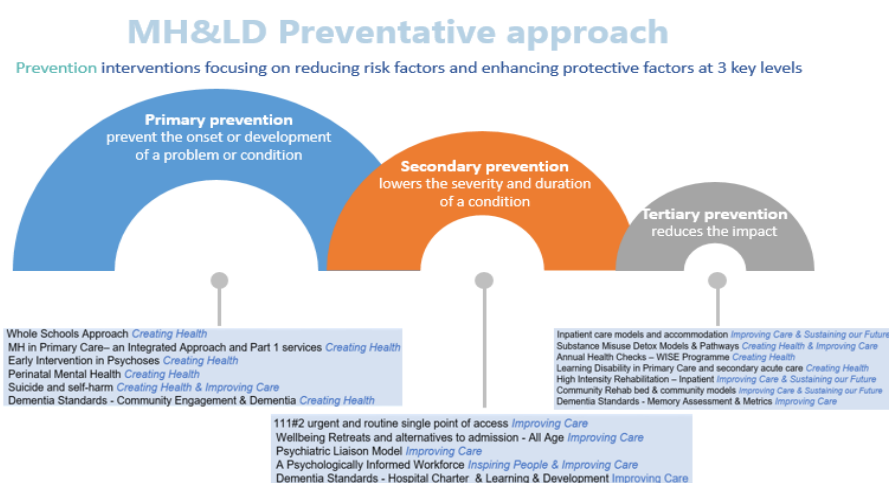 MH&LD Preventative approach
Prevention interventions focusing on reducing risk factors and enhancing protective factors at 3 key levels
Primary prevention
prevent the onset or development
of a problem or condition
Secondary prevention
lowers the severity and duration
of a condition
Tertiary prevention
reduces the impact
Whole Schools Approach Creating Health
MH in Primary Care– an Integrated Approach and Part 1 services Creating Health
Early Intervention in Psychoses Creating Health
Perinatal Mental Health Creating Health
Suicide and self-harm Creating Health & Improving Care
Dementia Standards - Community Engagement & Dementia Creating Health
111#2 urgent and routine single point of access Improving Care
Wellbeing Retreats and alternatives to admission - All Age Improving Care
Psychiatric Liaison Model Improving Care
A Psychologically Informed Workforce Inspiring People & Improving Care
Dementia Standards - Hospital Charter & Learning & Development Improving Care
Inpatient care models and accommodation Improving Care & Sustaining our Future
Substance Misuse Detox Models & Pathways Creating Health & Improving Care
Annual Health Checks – WISE Programme Creating Health
Learning Disability in Primary Care and secondary acute care Creating Health
High Intensity Rehabilitation – Inpatient Improving Care & Sustaining our Future
Community Rehab bed & community models Improving Care & Sustaining our Future
Dementia Standards - Memory Assessment & Metrics Improving Care